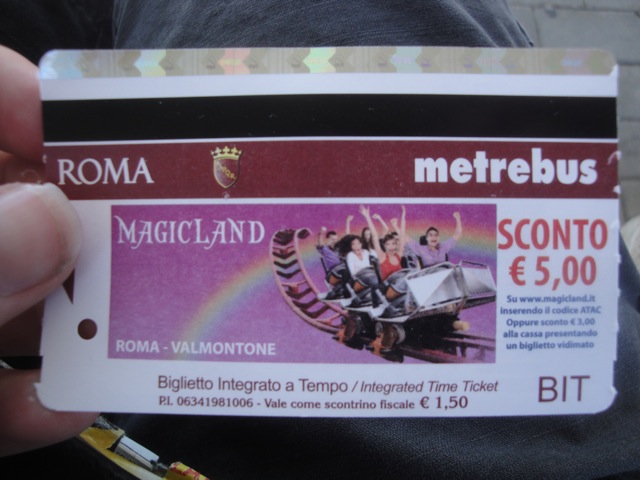 ROMA
metrebus
MAGICLAND
ROMA - VALMONTONE
SCONTO
€ 5,00
Su www.magicland.it
inserendo il codice ATAC
Oppure sconto € 3,00
alla cassa presentando
un biglietto vidimato
Biglietto Integrato a Tempo / Integrated Time Ticket
P.I. 06341981006 - Vale come scontrino fiscale € 1,50
BIT